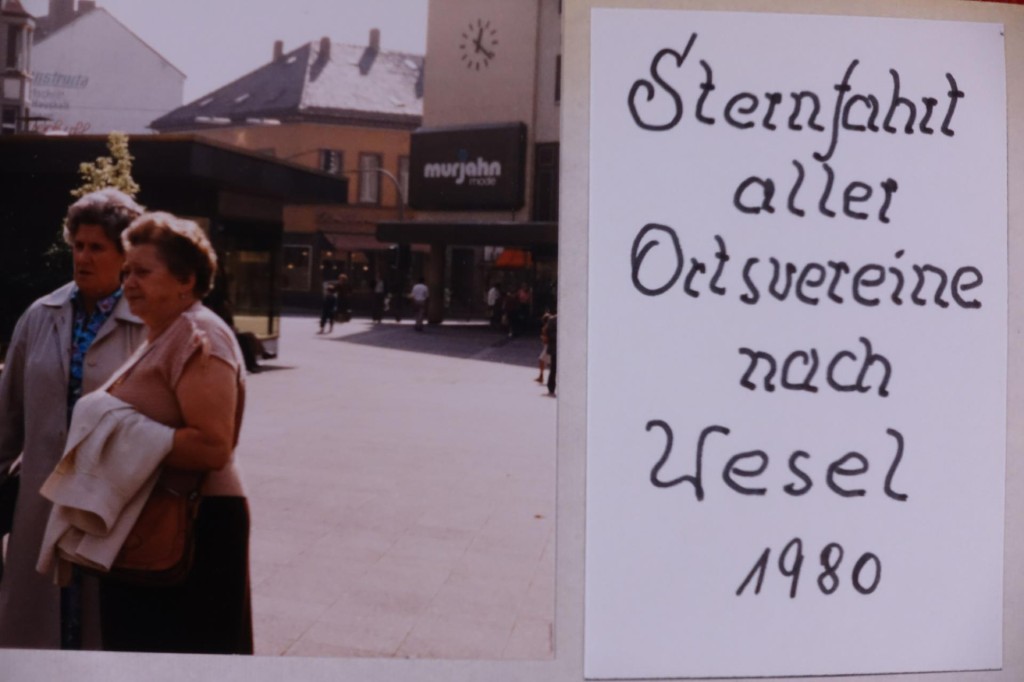 murjahn
mode
Sternfahrt
aller
Ortsvereine
nach
Wesel
1980